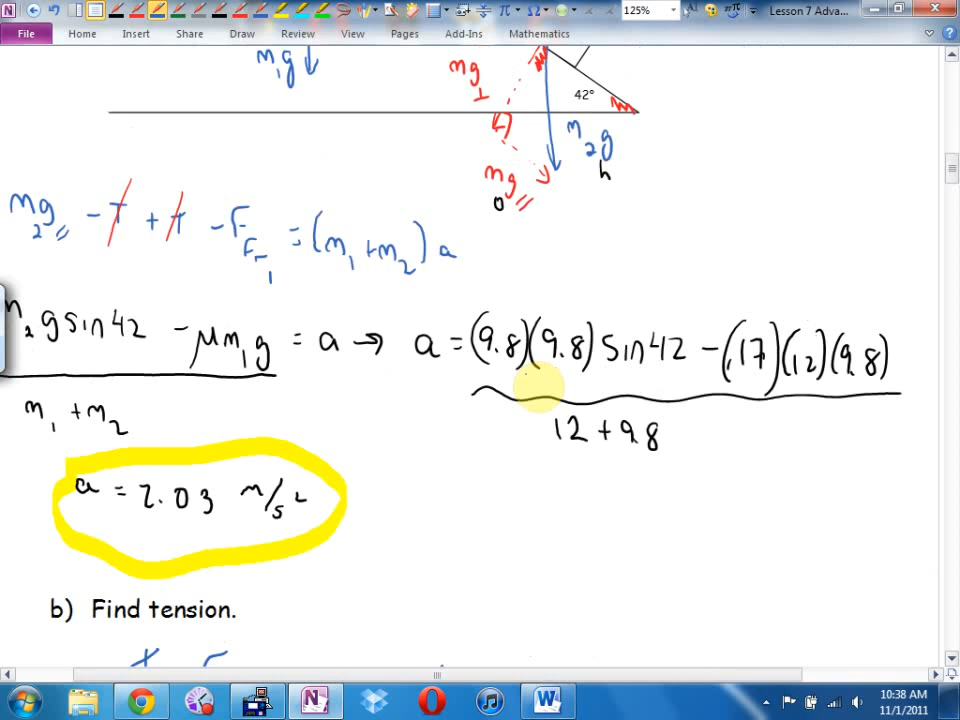 125%
Lesson 7 Adva...
File Home Insert Share Draw Review View Pages Add-Ins Mathematics
m₁g
mg⊥
42°
m₂g
h
mg//
o
m₂g// - T + T - F_Fr₁ = (m₁ + m₂) a
m₂ g sin 42 - μm₁g = a → a = (9.8)(9.8) sin 42 - (.17)(12)(9.8)
m₁ + m₂
12 + 9.8
a = 2.03 m/s²
b) Find tension.
10:38 AM
11/1/2011